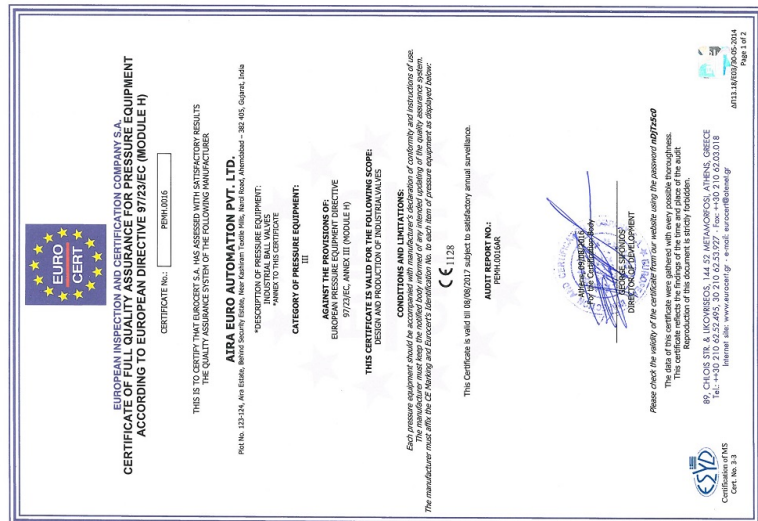 EURO
CERT
EUROPEAN INSPECTION AND CERTIFICATION COMPANY S.A.
CERTIFICATE OF FULL QUALITY ASSURANCE FOR PRESSURE EQUIPMENT
ACCORDING TO EUROPEAN DIRECTIVE 97/23/EC (MODULE H)
CERTIFICATE No.: PEMH.0016
THIS IS TO CERTIFY THAT EUROCERT S.A. HAS ASSESSED WITH SATISFACTORY RESULTS
THE QUALITY ASSURANCE SYSTEM OF THE FOLLOWING MANUFACTURER
AIRA EURO AUTOMATION PVT. LTD.
Plot No. 123-124, Aira Estate, Behind Security Estate, Near Kashiram Textile Mills, Narol Road, Ahemdabad – 382 405, Gujarat, India
*DESCRIPTION OF PRESSURE EQUIPMENT:
INDUSTRIAL BALL VALVES
*ANNEX TO THIS CERTIFICATE
CATEGORY OF PRESSURE EQUIPMENT:
III
AGAINST THE PROVISIONS OF:
EUROPEAN PRESSURE EQUIPMENT DIRECTIVE
97/23/EC, ANNEX III (MODULE H)
THIS CERTIFICATE IS VALID FOR THE FOLLOWING SCOPE:
DESIGN AND PRODUCTION OF INDUSTRIALVALVES
CONDITIONS AND LIMITATIONS:
Each pressure equipment should be accompanied with manufacturer's declaration of conformity and instructions of use.
The manufacturer must keep the notified body informed of any intended updating of the quality assurance system.
The manufacturer must affix the CE Marking and Eurocert's Identification No. to each item of pressure equipment as displayed below:
CE 1128
This Certificate is valid till 08/08/2017 subject to satisfactory annual surveillance.
AUDIT REPORT NO.:
PEMH.0016AR
Athens, 09/08/2016
For the Certification Body
GEORGE SPONDOS
DIRECTOR OF DEVELOPMENT
Please check the validity of the certificate from our website using the password nDjTz5c0
The data of this certificate were gathered with every possible thoroughness.
This certificate reflects the findings of the time and place of the audit
Reproduction of this document is strictly forbidden.
ESYD
Certification of MS
Cert. No. 3-3
89, CHLOIS STR. & LIKOVRISEOS, 144 52 METAMORFOSI, ATHENS, GREECE
Tel.: ++30 210 62.52.495, 30 210 62.53.927 - Fax: ++30 210 62.03.018
Internet site: www.eurocert.gr - e-mail: eurocert@otenet.gr
ΔΠ13.18/E03/30-05-2014
Page 1 of 2